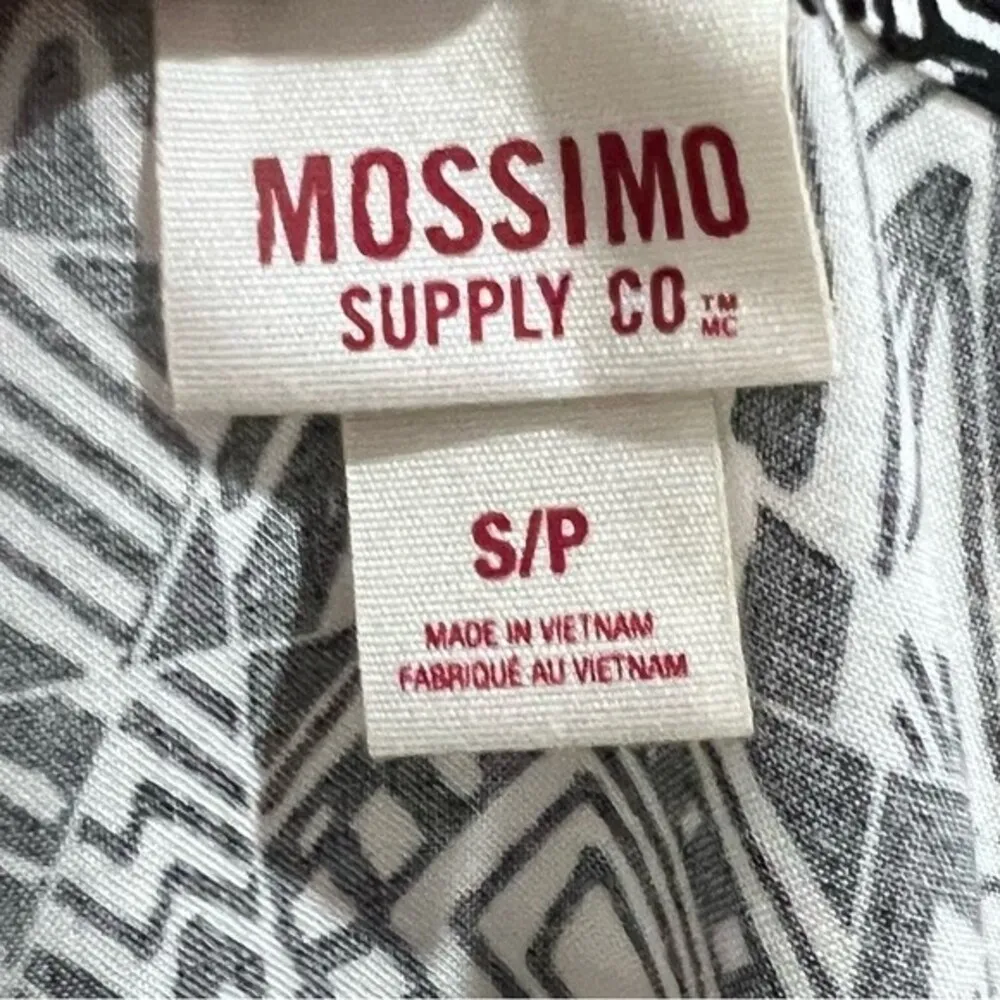 MOSSIMO
SUPPLY CO TM
MC
S/P
MADE IN VIETNAM
FABRIQUÉ AU VIETNAM